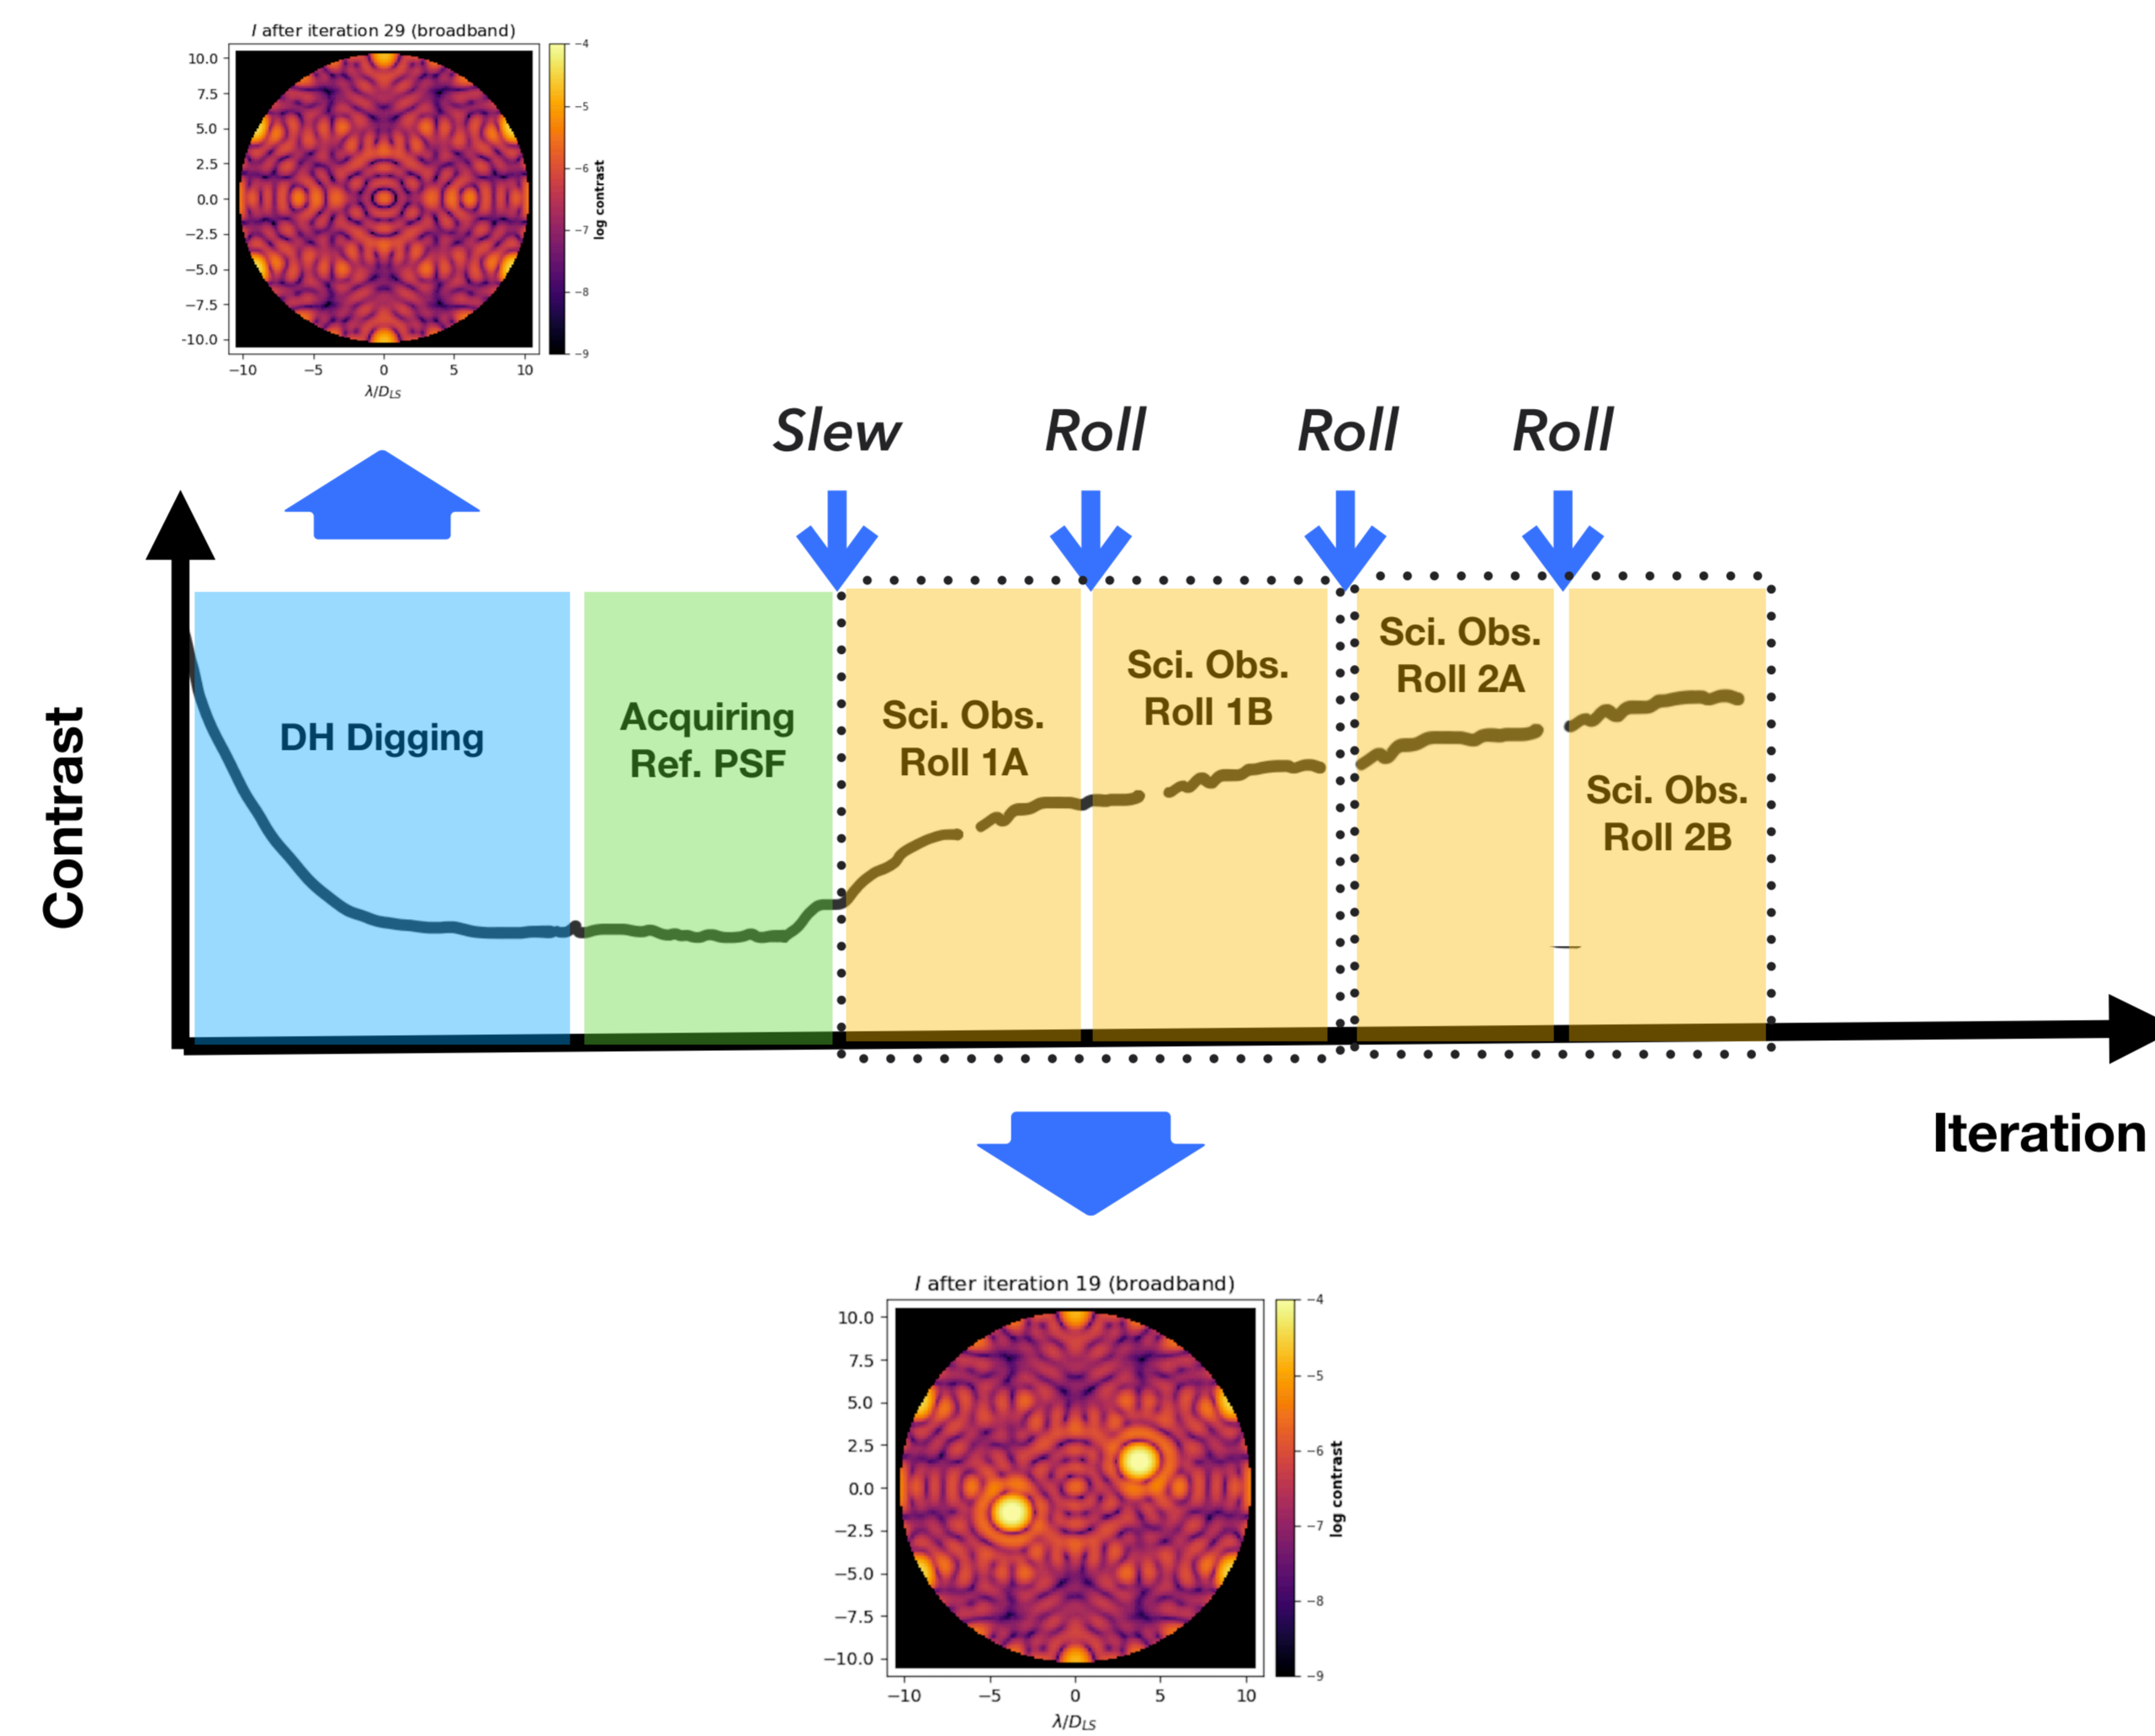 I after iteration 29 (broadband)
10.0
7.5
5.0
2.5
0.0
−2.5
−5.0
−7.5
-10.0
−10 −5 0 5 10
λ/D_LS
−4
−5
−6
−7
−8
−9
log contrast
Slew Roll Roll Roll
Contrast
DH Digging
Acquiring
Ref. PSF
Sci. Obs.
Roll 1A
Sci. Obs.
Roll 1B
Sci. Obs.
Roll 2A
Sci. Obs.
Roll 2B
Iteration
I after iteration 19 (broadband)
10.0
7.5
5.0
2.5
0.0
−2.5
−5.0
−7.5
−10.0
−10 −5 0 5 10
λ/D_LS
−4
−5
−6
−7
−8
−9
log contrast